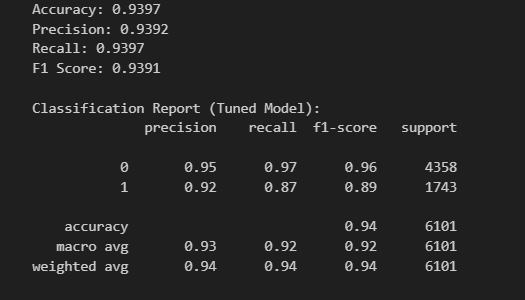 Accuracy: 0.9397
Precision: 0.9392
Recall: 0.9397
F1 Score: 0.9391
Classification Report (Tuned Model):
precision recall f1-score support
0 0.95 0.97 0.96 4358
1 0.92 0.87 0.89 1743
accuracy 0.94 6101
macro avg 0.93 0.92 0.92 6101
weighted avg 0.94 0.94 0.94 6101